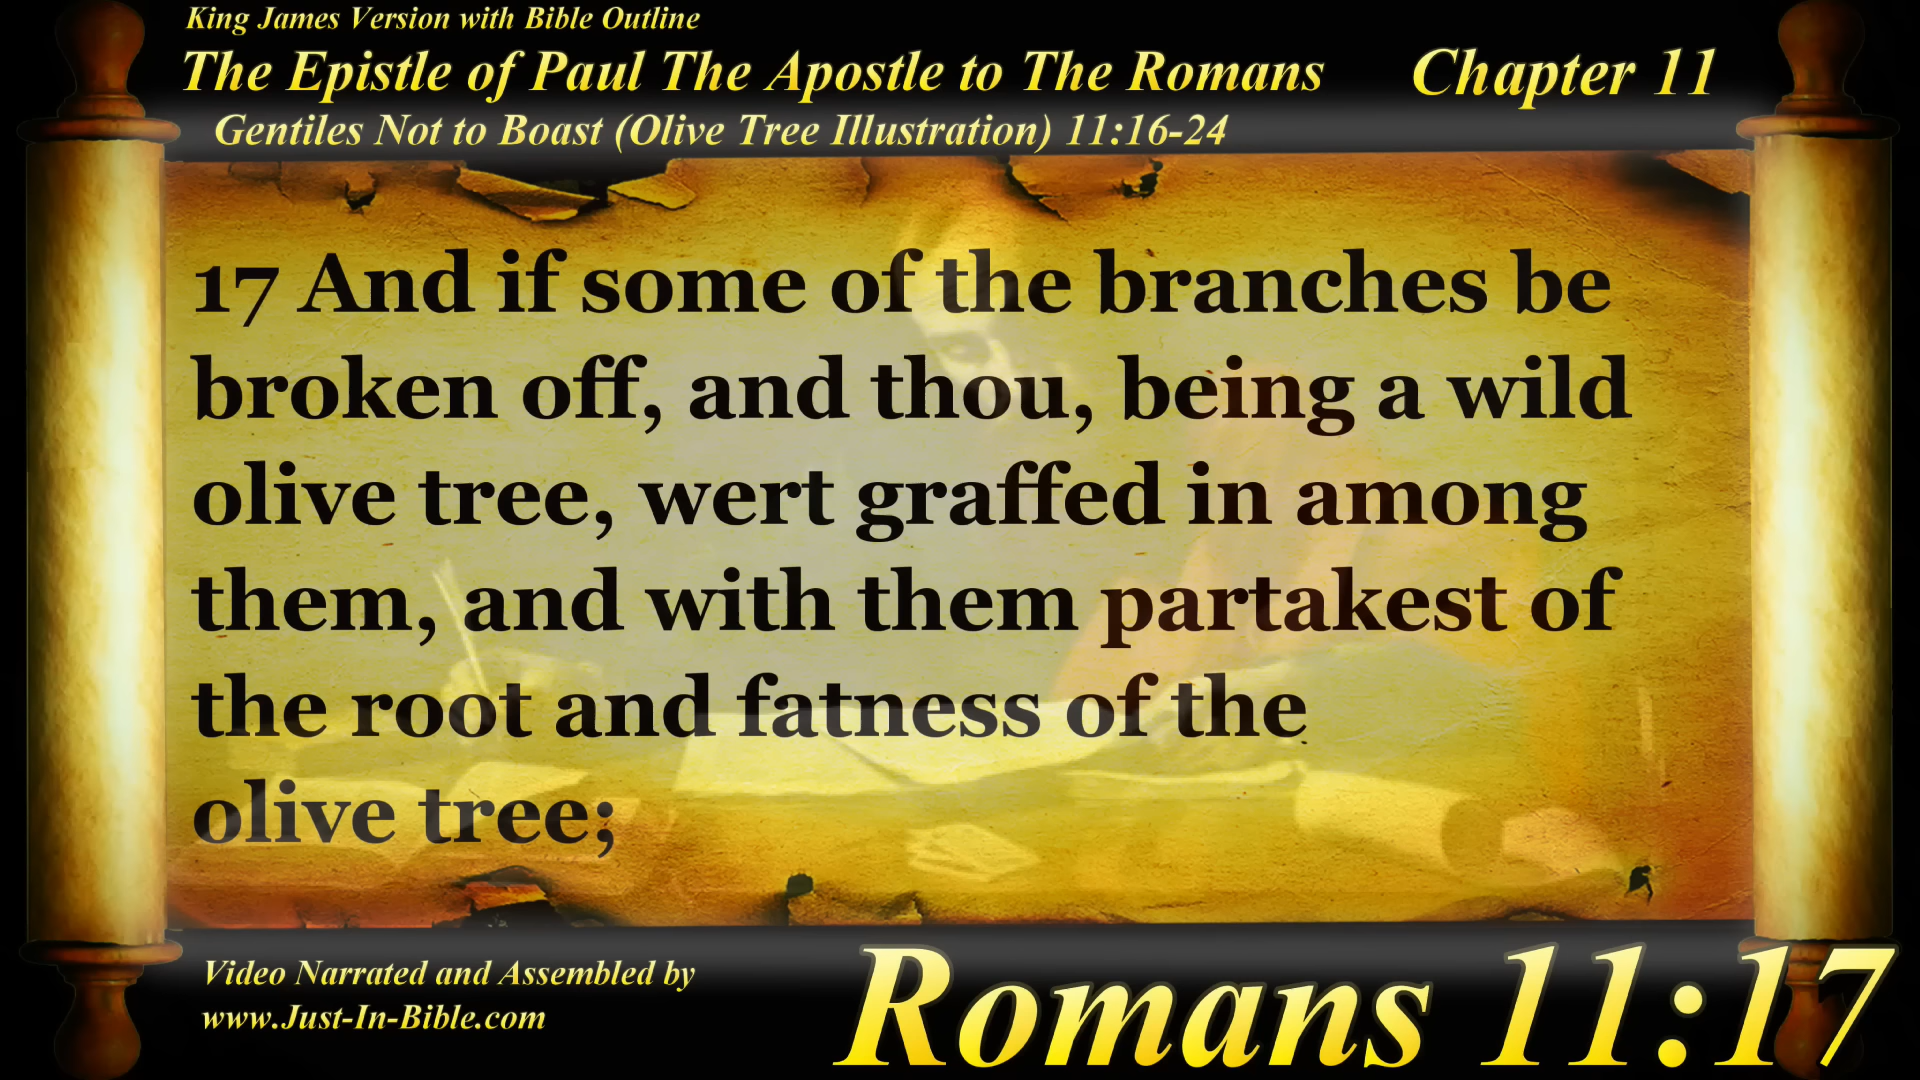 King James Version with Bible Outline
The Epistle of Paul The Apostle to The Romans Chapter 11
Gentiles Not to Boast (Olive Tree Illustration) 11:16-24
17 And if some of the branches be
broken off, and thou, being a wild
olive tree, wert graffed in among
them, and with them partakest of
the root and fatness of the
olive tree;
Video Narrated and Assembled by
www.Just-In-Bible.com
Romans 11:17